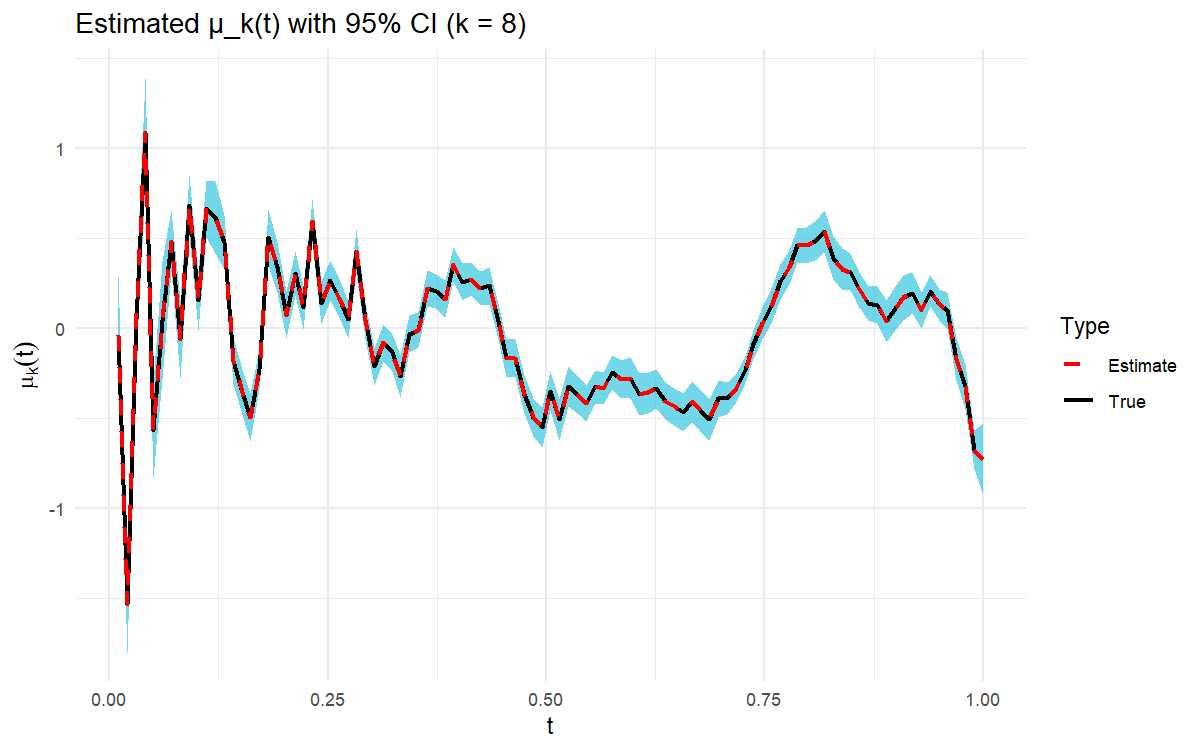 Estimated µ_k(t) with 95% CI (k = 8)
1
0
-1
μₖ(t)
0.00
0.25
0.50
0.75
1.00
t
Type
Estimate
True